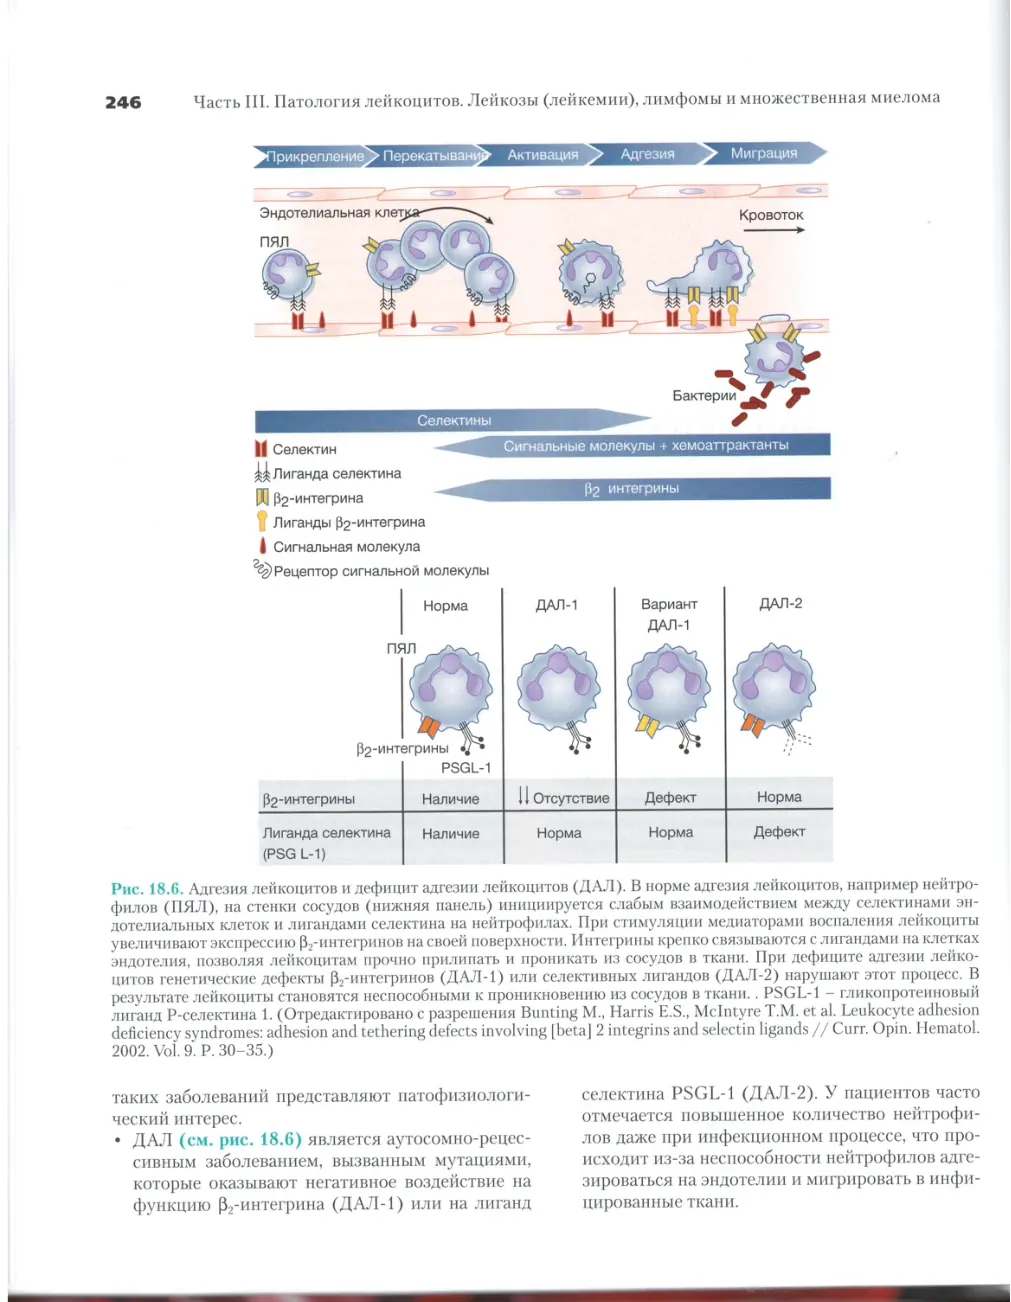 246
Часть III. Патология лейкоцитов. Лейкозы (лейкемии), лимфомы и множественная миелома
Прикрепление
Перекатывание
Активация
Адгезия
Миграция
Эндотелиальная клетка
Кровоток
ПЯЛ
Бактерии
Селектины
Сигнальные молекулы + хемоаттрактанты
β2 интегрины
Селектин
Лиганда селектина
β2-интегрина
Лиганды β2-интегрина
Сигнальная молекула
Рецептор сигнальной молекулы
Норма
ДАЛ-1
Вариант
ДАЛ-1
ДАЛ-2
ПЯЛ
β2-интегрины
PSGL-1
β2-интегрины Наличие ↓↓ Отсутствие Дефект Норма
Лиганда селектина Наличие Норма Норма Дефект
(PSG L-1)
Рис. 18.6. Адгезия лейкоцитов и дефицит адгезии лейкоцитов (ДАЛ). В норме адгезия лейкоцитов, например нейтро-
филов (ПЯЛ), на стенки сосудов (нижняя панель) инициируется слабым взаимодействием между селектинами эн-
дотелиальных клеток и лигандами селектина на нейтрофилах. При стимуляции медиаторами воспаления лейкоциты
увеличивают экспрессию β₂-интегринов на своей поверхности. Интегрины крепко связываются с лигандами на клетках
эндотелия, позволяя лейкоцитам прочно прилипать и проникать из сосудов в ткани. При дефиците адгезии лейко-
цитов генетические дефекты β₂-интегринов (ДАЛ-1) или селективных лигандов (ДАЛ-2) нарушают этот процесс. В
результате лейкоциты становятся неспособными к проникновению из сосудов в ткани. . PSGL-1 – гликопротеиновый
лиганд P-селектина 1. (Отредактировано с разрешения Bunting M., Harris E.S., McIntyre T.M. et al. Leukocyte adhesion
deficiency syndromes: adhesion and tethering defects involving [beta] 2 integrins and selectin ligands // Curr. Opin. Hematol.
2002. Vol. 9. P. 30–35.)
таких заболеваний представляют патофизиологи-
ческий интерес.
• ДАЛ (см. рис. 18.6) является аутосомно-рецес-
сивным заболеванием, вызванным мутациями,
которые оказывают негативное воздействие на
функцию β₂-интегрина (ДАЛ-1) или на лиганд
селектина PSGL-1 (ДАЛ-2). У пациентов часто
отмечается повышенное количество нейтрофи-
лов даже при инфекционном процессе, что про-
исходит из-за неспособности нейтрофилов адге-
зироваться на эндотелии и мигрировать в инфи-
цированные ткани.